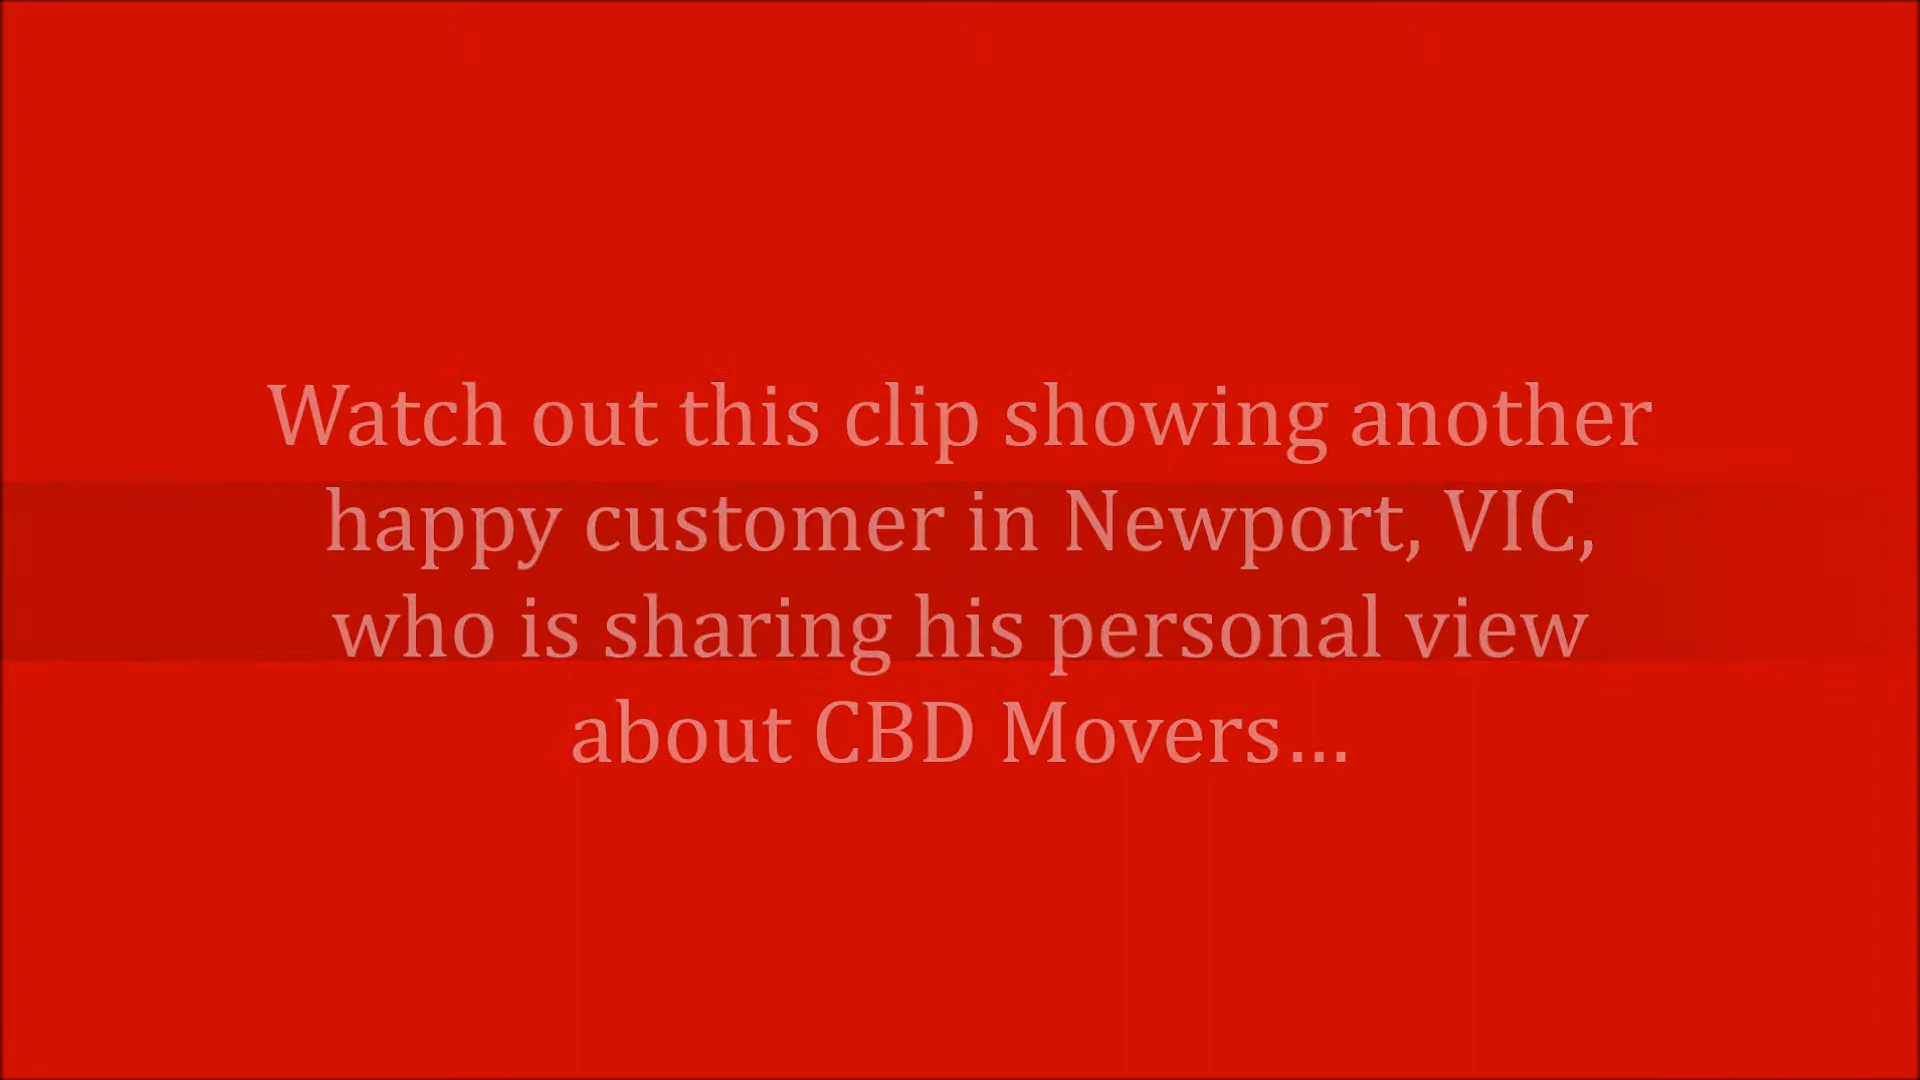 Watch out this clip showing another
happy customer in Newport, VIC,
who is sharing his personal view
about CBD Movers...